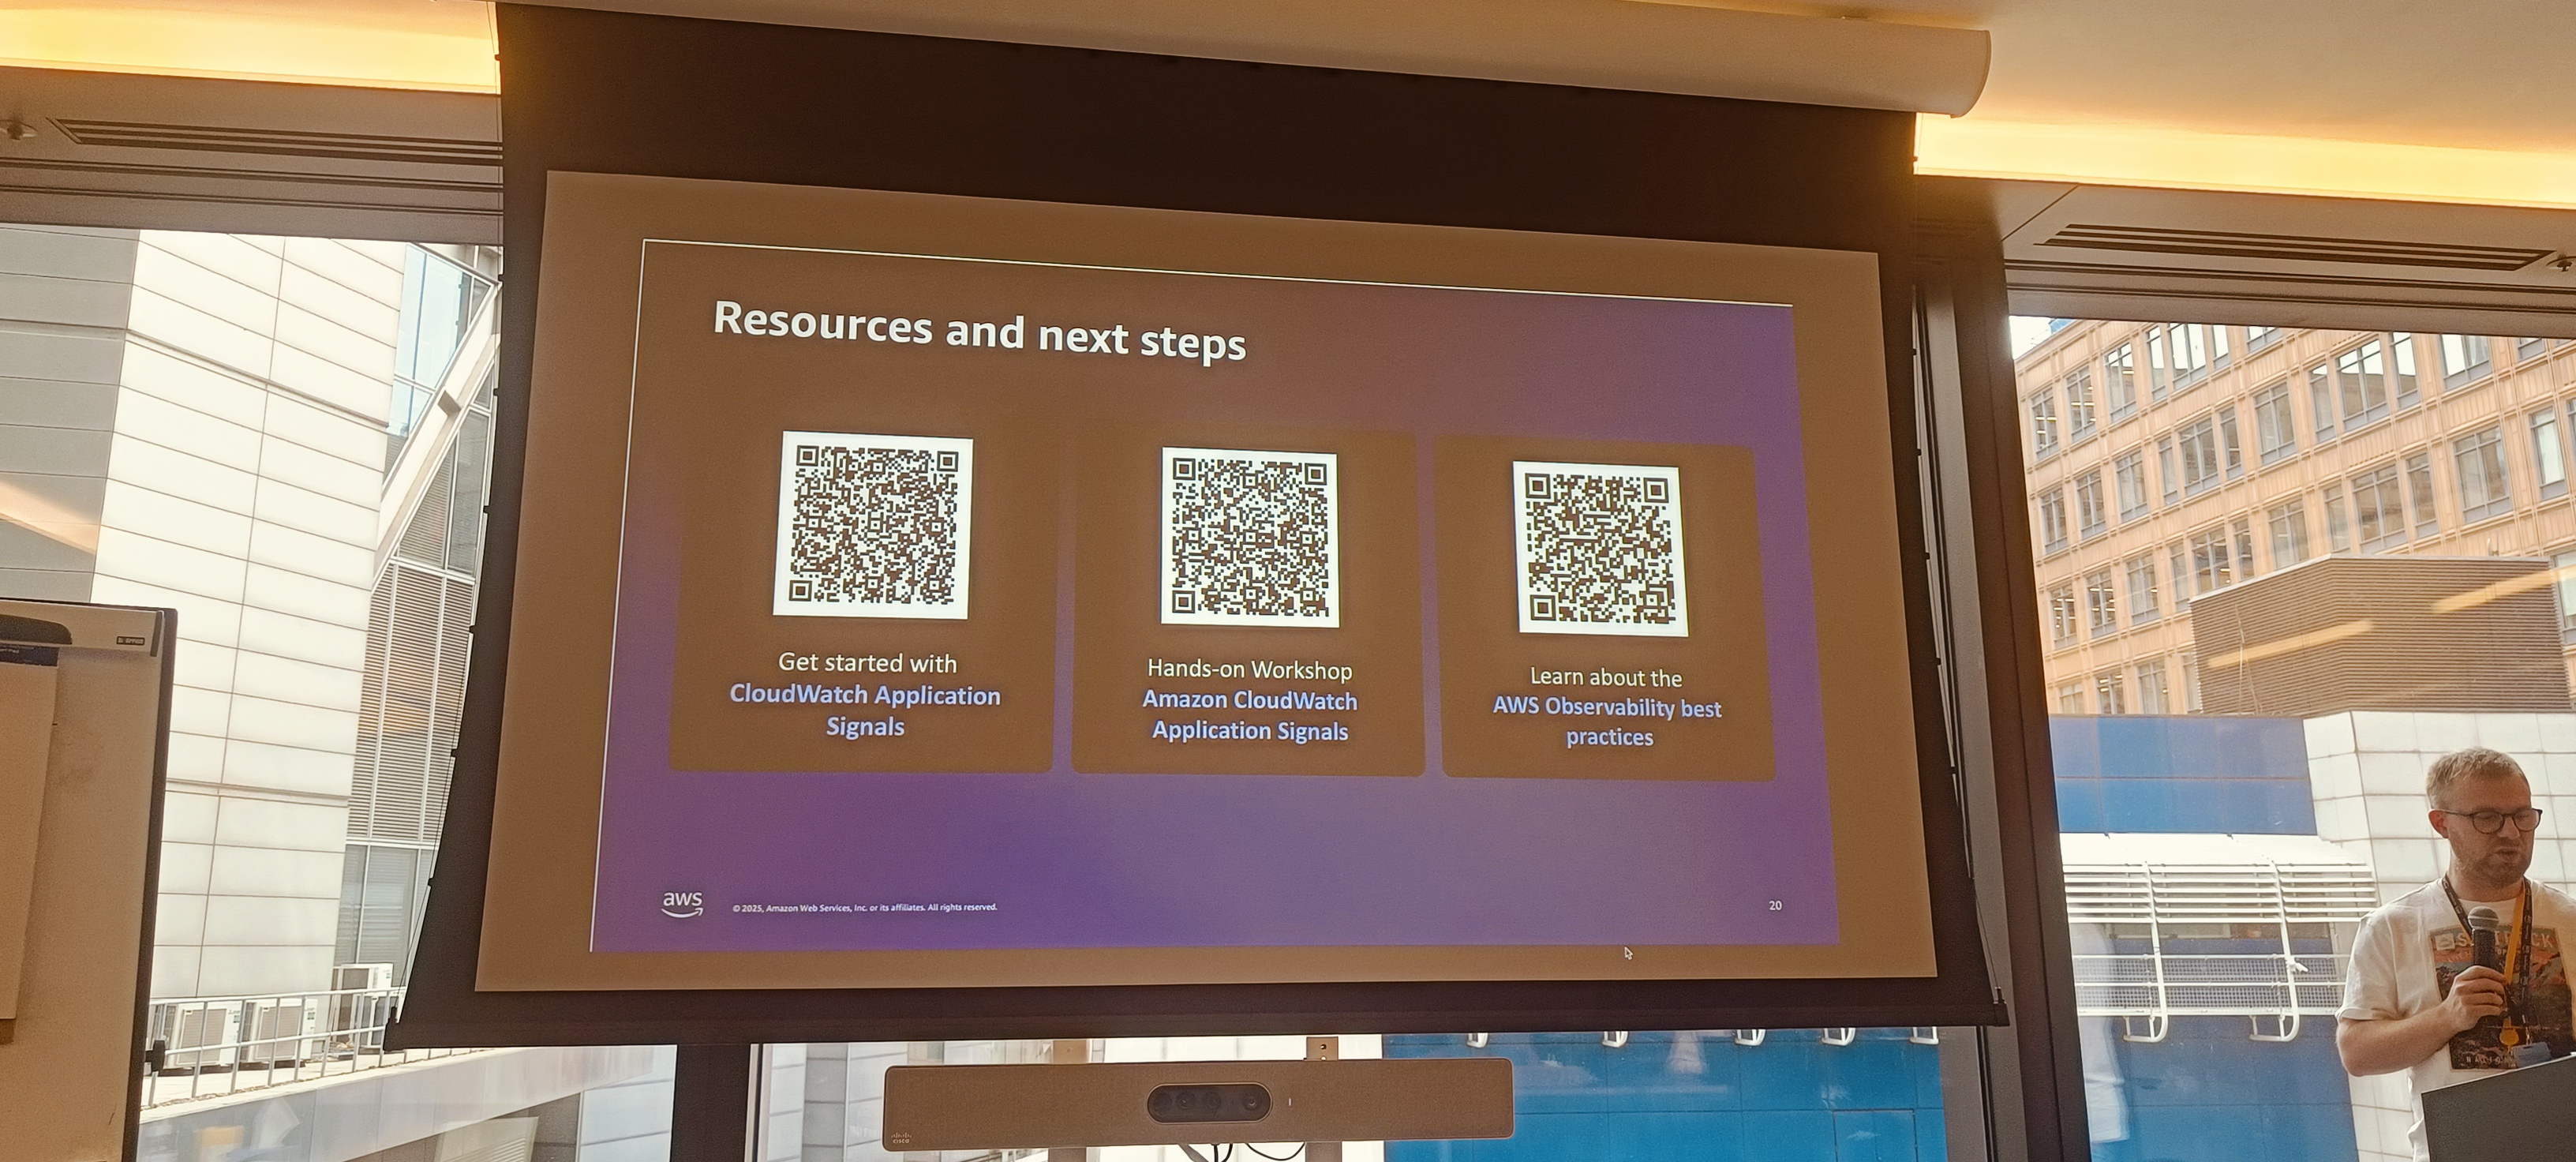 Resources and next steps
Get started with
CloudWatch Application
Signals
Hands-on Workshop
Amazon CloudWatch
Application Signals
Learn about the
AWS Observability best
practices
aws
© 2025, Amazon Web Services, Inc. or its affiliates. All rights reserved.
20
CISCO